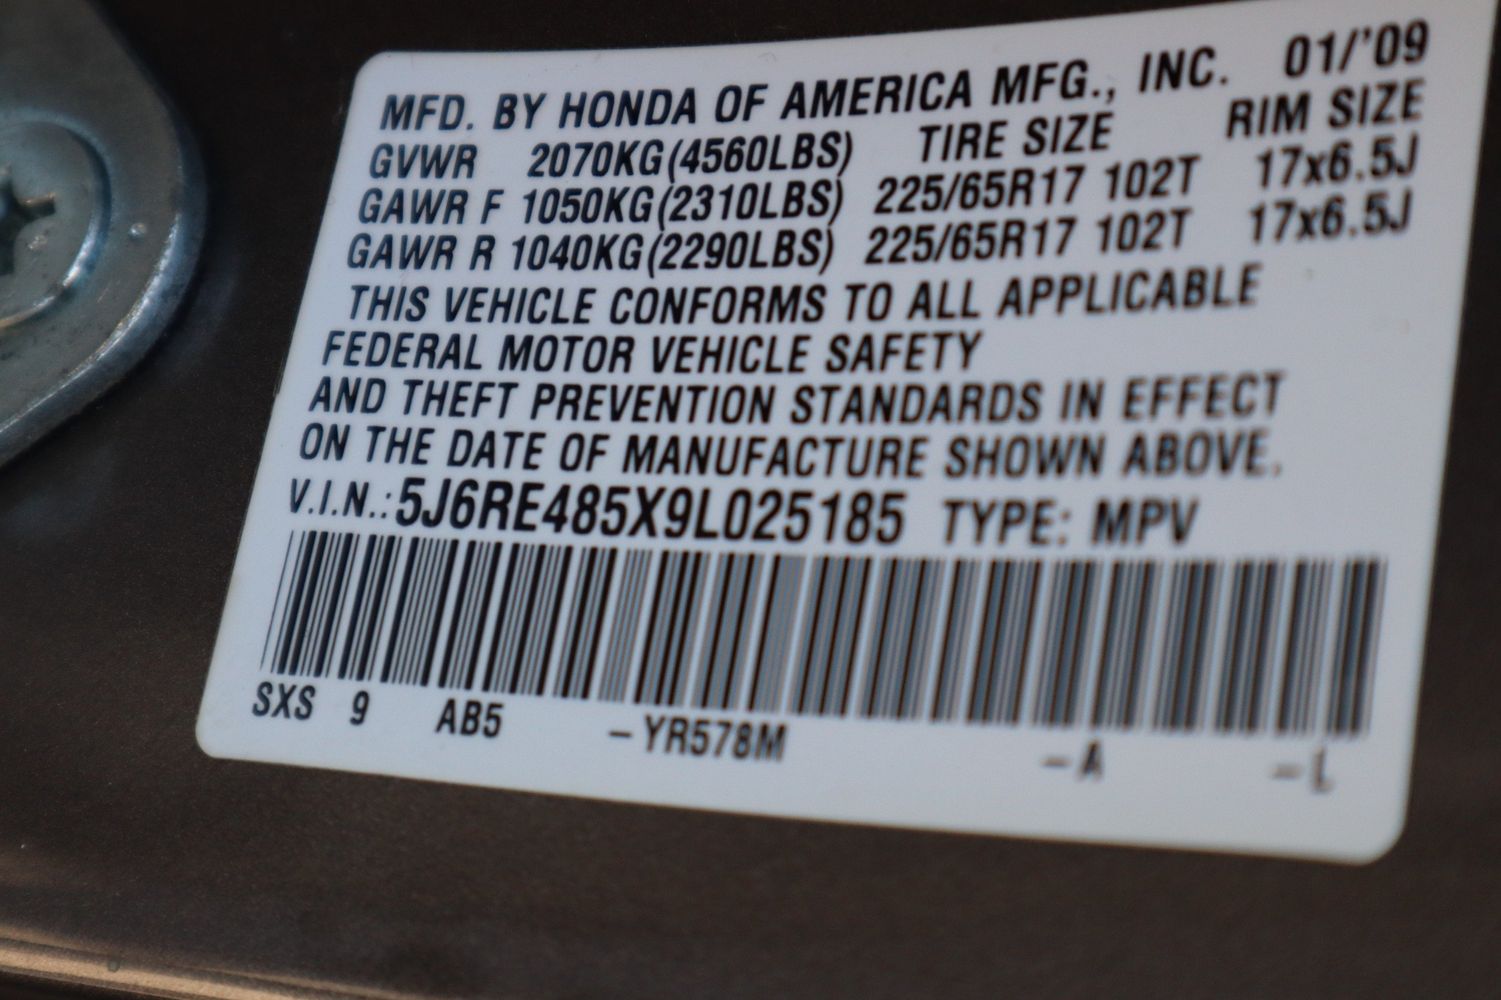 MFD. BY HONDA OF AMERICA MFG., INC. 01/'09
GVWR 2070KG(4560LBS) TIRE SIZE RIM SIZE
GAWR F 1050KG(2310LBS) 225/65R17 102T 17x6.5J
GAWR R 1040KG(2290LBS) 225/65R17 102T 17x6.5J
THIS VEHICLE CONFORMS TO ALL APPLICABLE
FEDERAL MOTOR VEHICLE SAFETY
AND THEFT PREVENTION STANDARDS IN EFFECT
ON THE DATE OF MANUFACTURE SHOWN ABOVE.
V.I.N.: 5J6RE485X9L025185 TYPE: MPV
SXS 9 AB5 –YR578M –A –L